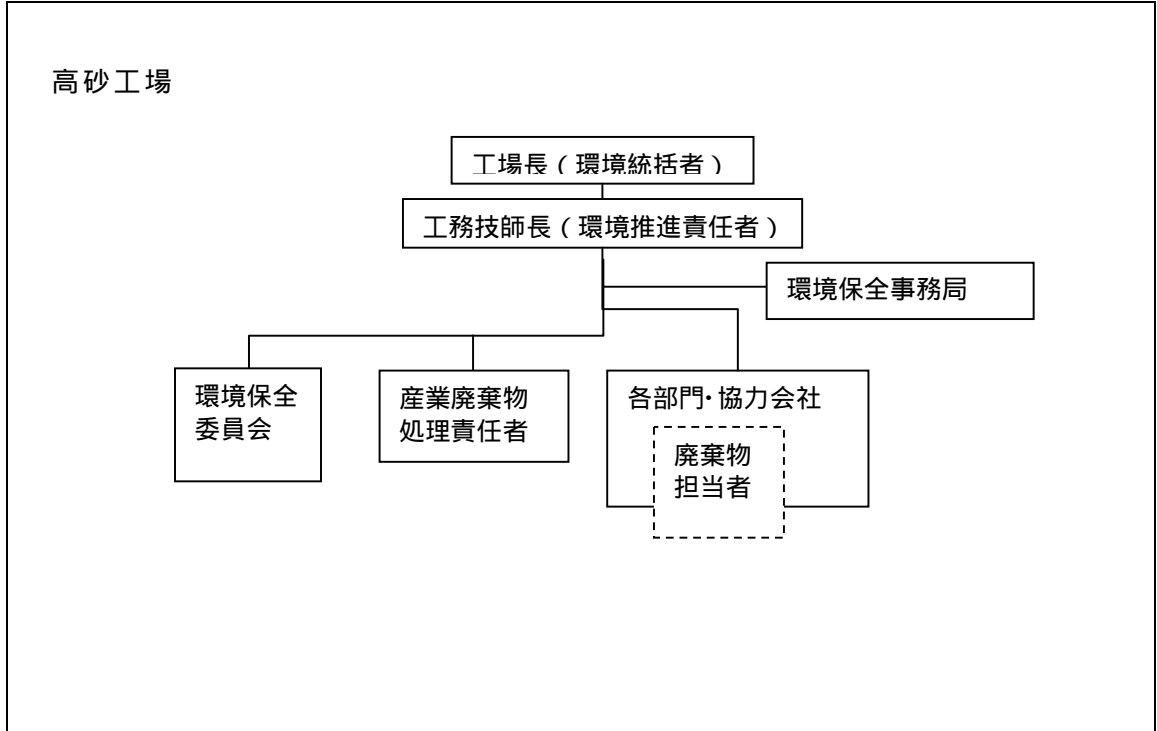 高砂工場
工場長（環境統括者）
工務技師長（環境推進責任者）
環境保全事務局
環境保全
委員会
産業廃棄物
処理責任者
各部門・協力会社
廃棄物
担当者